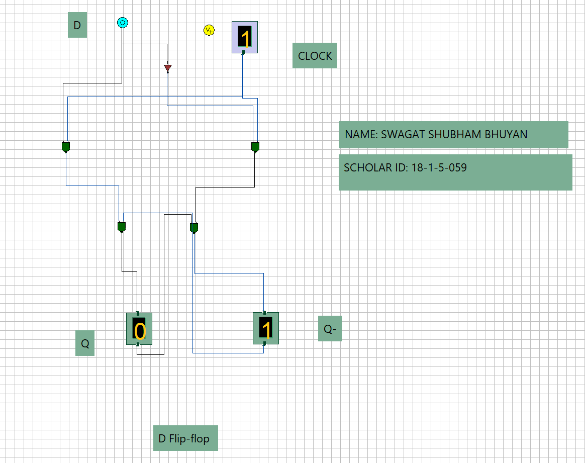 D
1
CLOCK
NAME: SWAGAT SHUBHAM BHUYAN
SCHOLAR ID: 18-1-5-059
0
1
Q-
Q
D Flip-flop